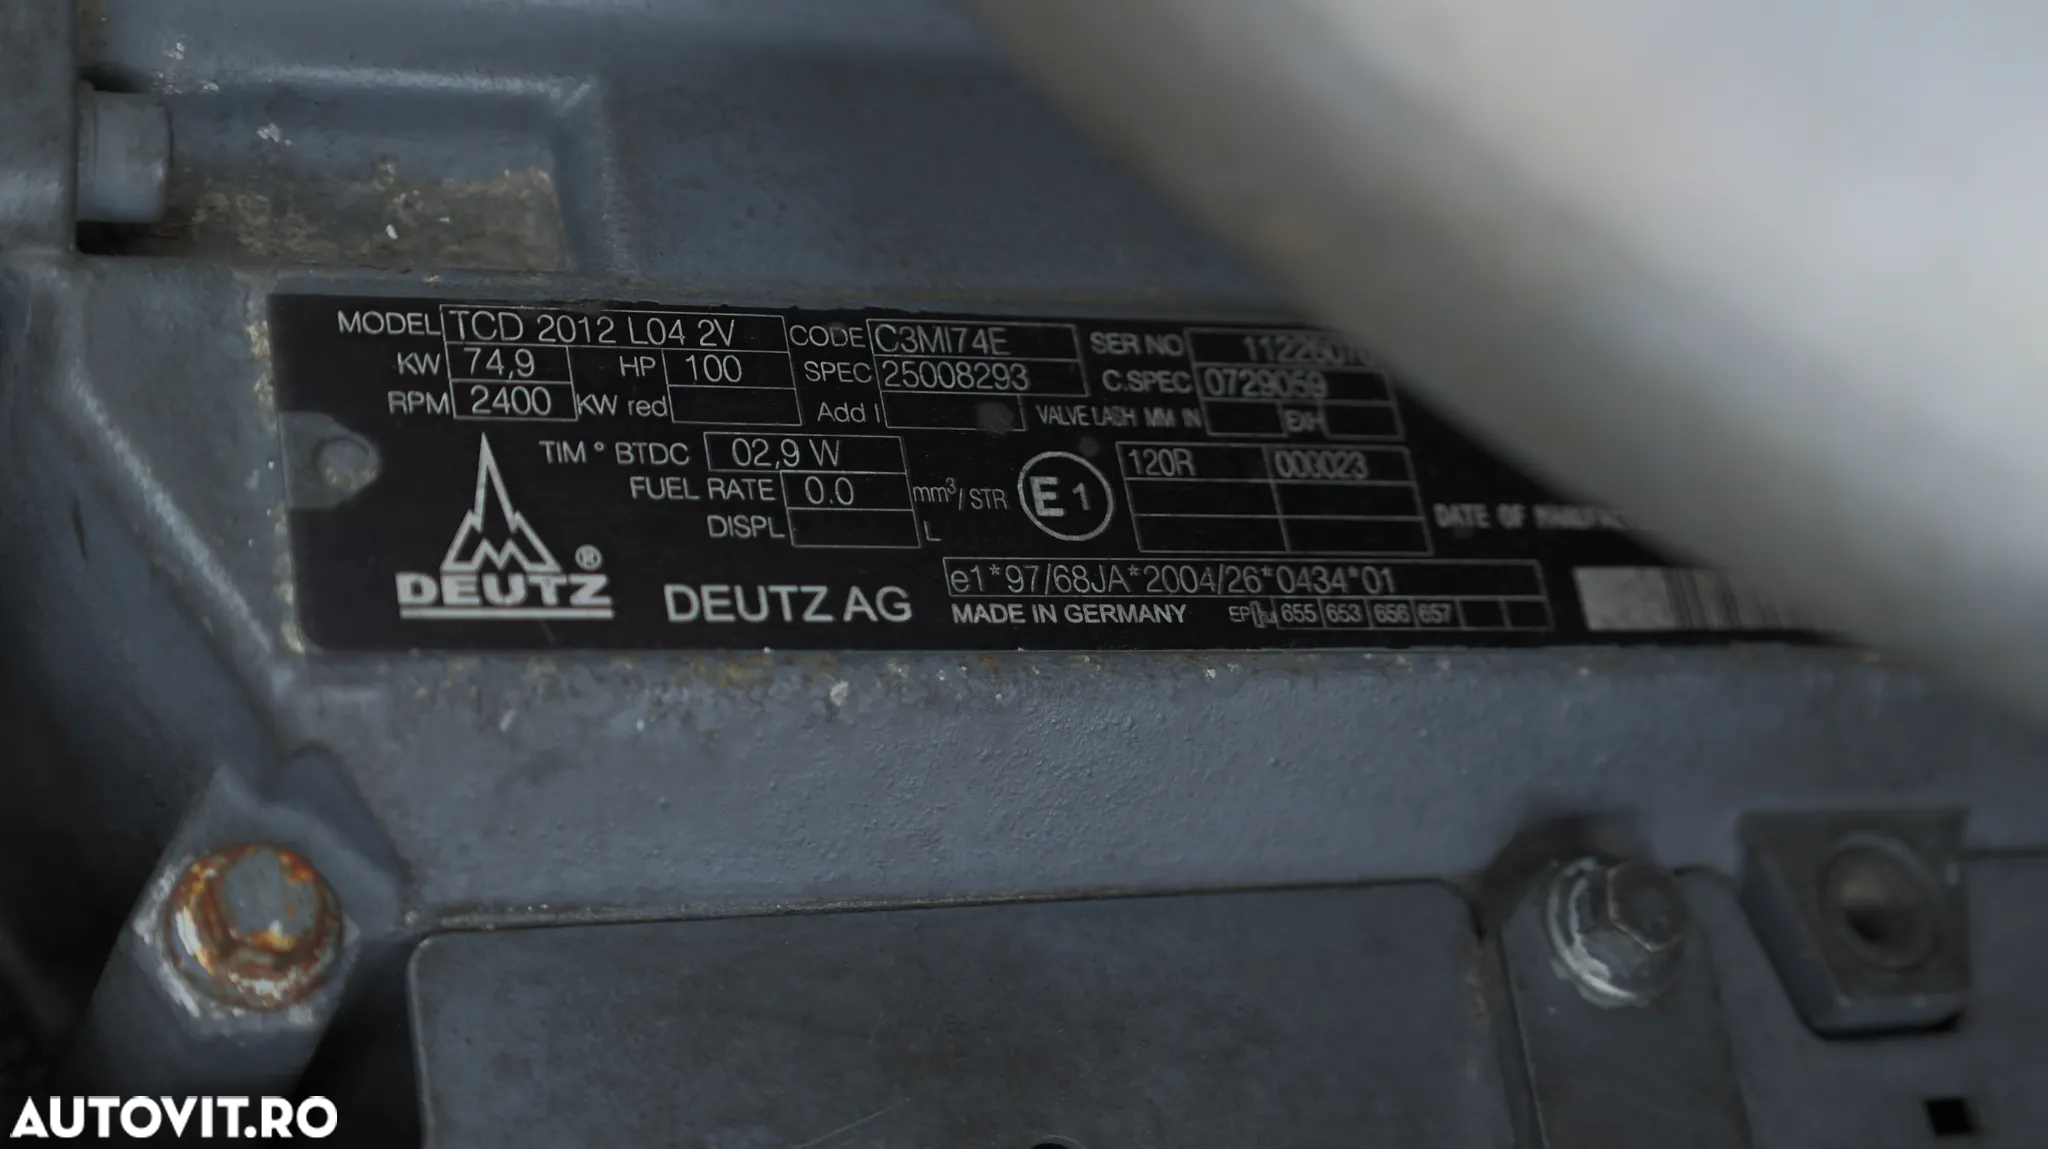 MODEL TCD 2012 L04 2V CODE C3MI74E SER NO
KW 74,9 HP 100 SPEC 25008293 C.SPEC 0729059
RPM 2400 KW red Add I VALVE LASH MM IN EXH
TIM ° BTDC 02,9 W
120R 000023
FUEL RATE 0.0 mm³/STR E1
DISPL L
DATE OF
e1*97/68JA*2004/26*0434*01
DEUTZ® DEUTZ AG
MADE IN GERMANY 655 653 656 657
AUTOVIT.RO